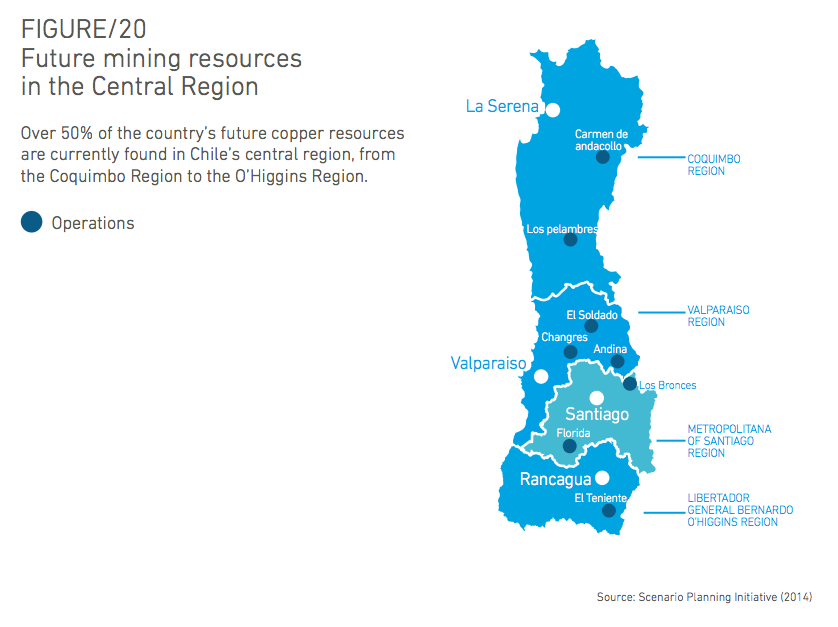 FIGURE/20
Future mining resources
in the Central Region
Over 50% of the country's future copper resources
are currently found in Chile's central region, from
the Coquimbo Region to the O'Higgins Region.
Operations
La Serena
Carmen de
andacollo
COQUIMBO
REGION
Los pelambres
El Soldado
VALPARAISO
REGION
Changres
Andina
Valparaiso
Los Bronces
Santiago
Florida
METROPOLITANA
OF SANTIAGO
REGION
Rancagua
El Teniente
LIBERTADOR
GENERAL BERNARDO
O'HIGGINS REGION
Source: Scenario Planning Initiative (2014)